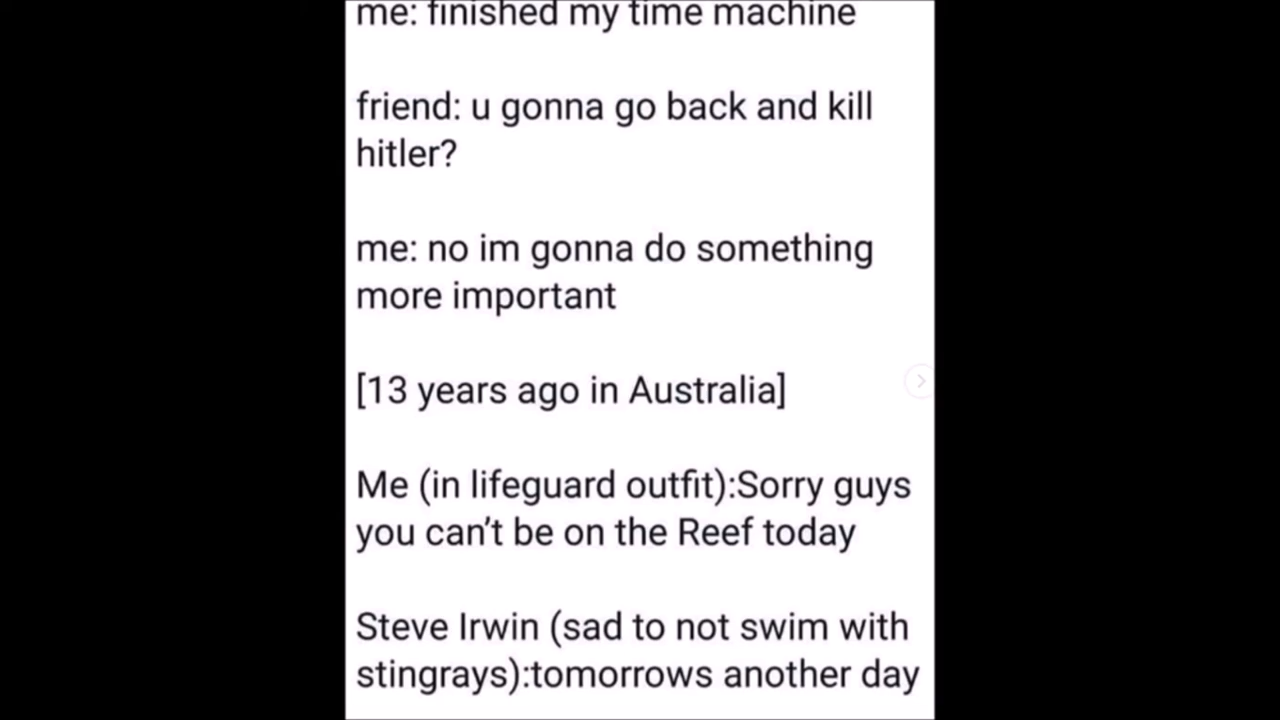 me: finished my time machine
friend: u gonna go back and kill
hitler?
me: no im gonna do something
more important
[13 years ago in Australia]
Me (in lifeguard outfit):Sorry guys
you can't be on the Reef today
Steve Irwin (sad to not swim with
stingrays):tomorrows another day